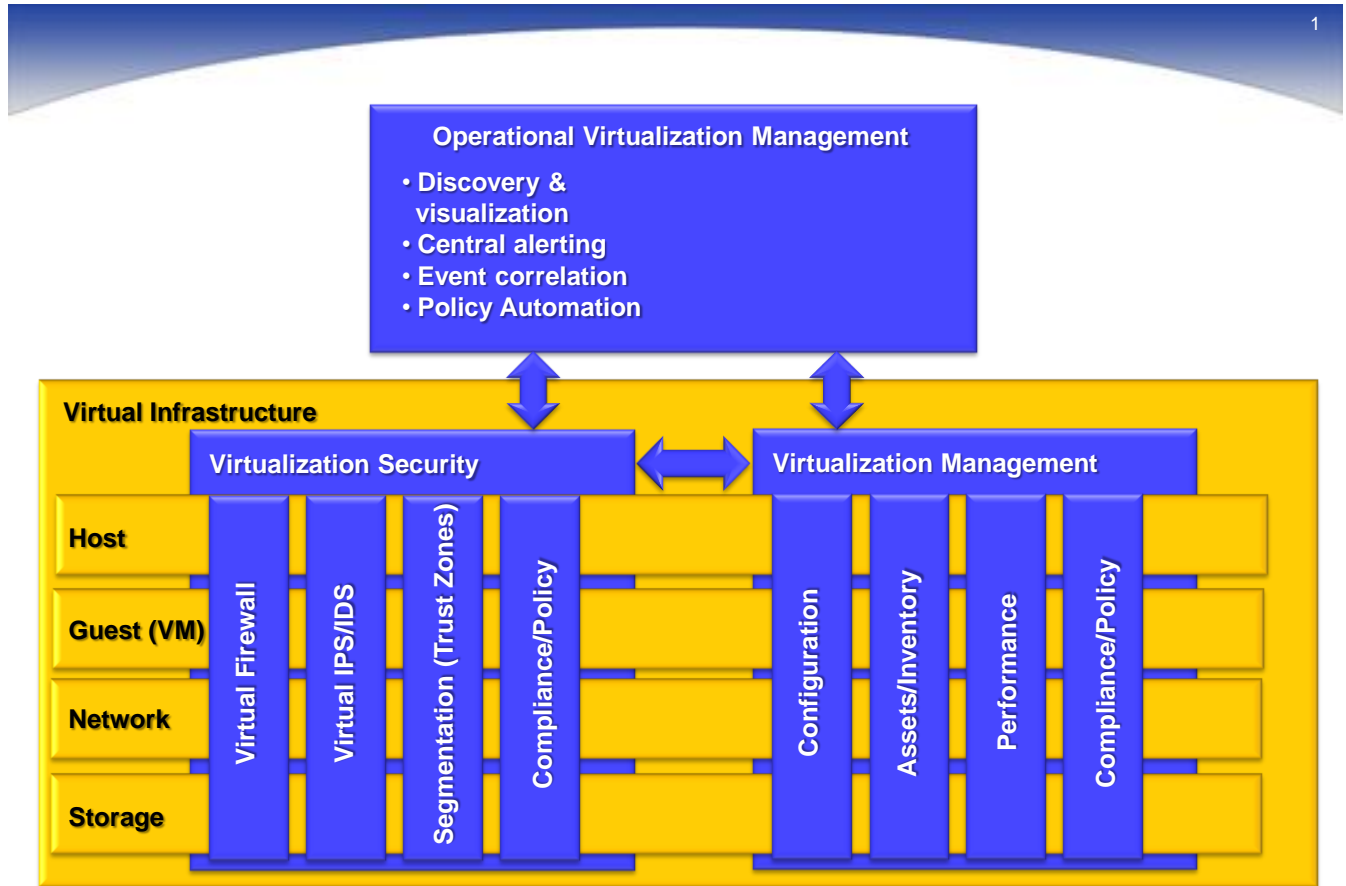 1
Operational Virtualization Management
• Discovery &
visualization
• Central alerting
• Event correlation
• Policy Automation
Virtual Infrastructure
Virtualization Security
Virtualization Management
Host
Guest (VM)
Network
Storage
Virtual Firewall
Virtual IPS/IDS
Segmentation (Trust Zones)
Compliance/Policy
Configuration
Assets/Inventory
Performance
Compliance/Policy